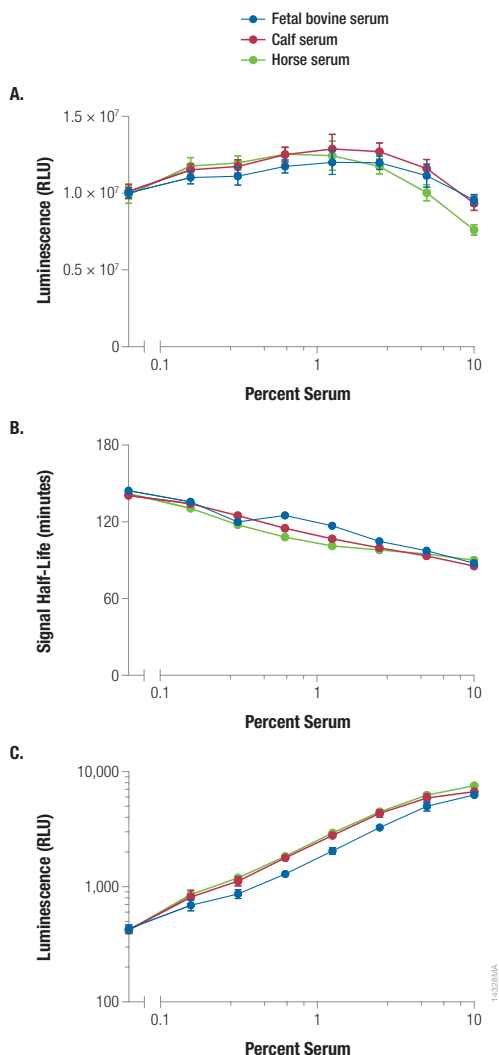 Fetal bovine serum
Calf serum
Horse serum
A.
Luminescence (RLU)
1.5 × 10⁷
1.0 × 10⁷
0.5 × 10⁷
0
0.1 1 10
Percent Serum
B.
Signal Half-Life (minutes)
180
120
60
0
0.1 1 10
Percent Serum
C.
Luminescence (RLU)
10,000
1,000
100
0.1 1 10
Percent Serum
14328MA